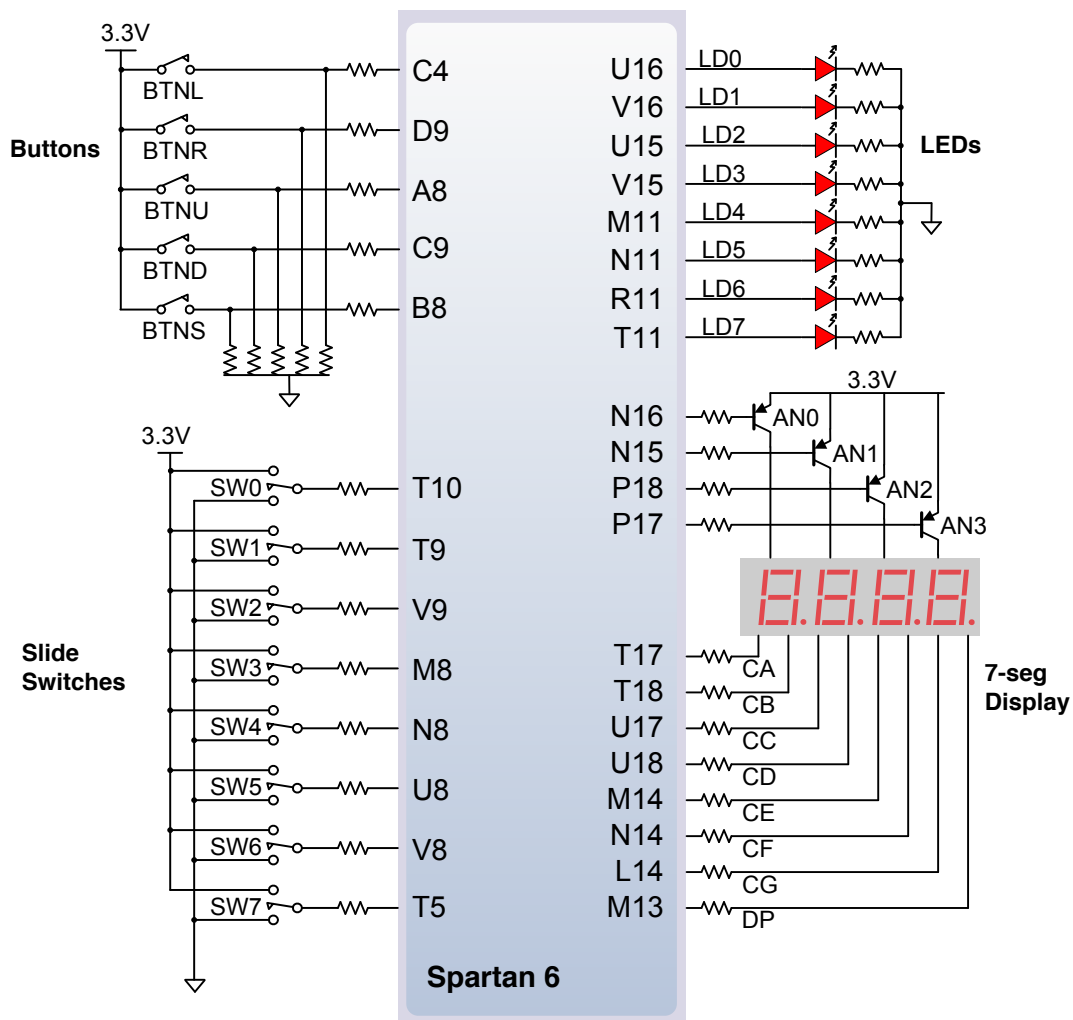 3.3V
BTNL
C4
BTNR
D9
Buttons
BTNU
A8
BTND
C9
BTNS
B8
3.3V
SW0
T10
SW1
T9
SW2
V9
Slide
Switches
SW3
M8
SW4
N8
SW5
U8
SW6
V8
SW7
T5
Spartan 6
U16
LD0
V16
LD1
U15
LD2
LEDs
V15
LD3
M11
LD4
N11
LD5
R11
LD6
T11
LD7
3.3V
N16
AN0
N15
AN1
P18
AN2
P17
AN3
8.8.8.8.
T17
CA
T18
CB
U17
CC
U18
CD
M14
CE
N14
CF
L14
CG
M13
DP
7-seg
Display